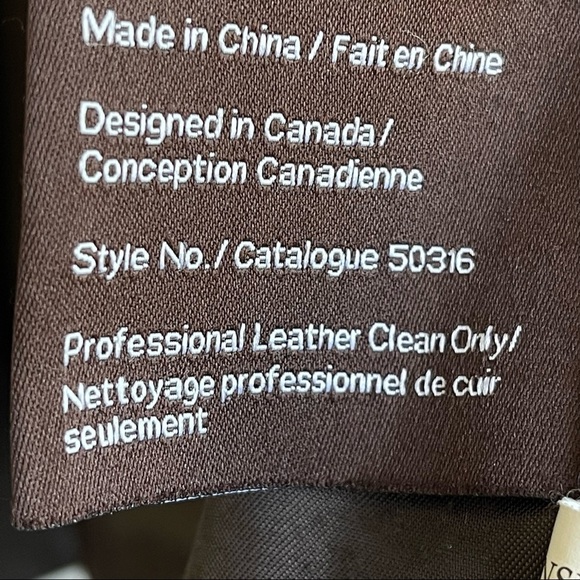 Made in China / Fait en Chine
Designed in Canada /
Conception Canadienne
Style No./ Catalogue 50316
Professional Leather Clean Only/
Nettoyage professionnel de cuir
seulement